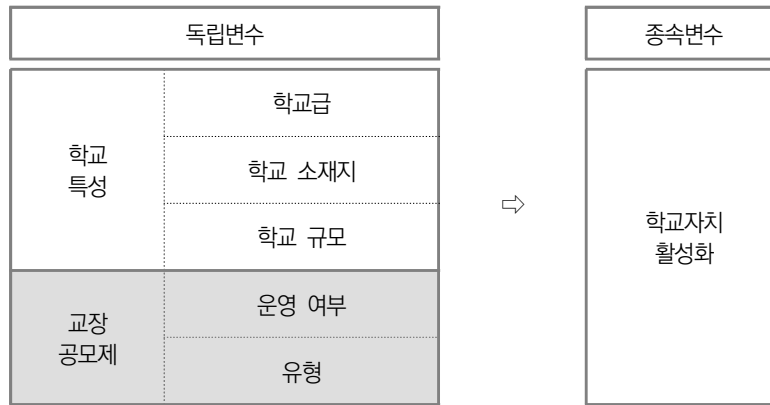 독립변수
종속변수
학교
특성
학교급
학교 소재지
학교 규모
교장
공모제
운영 여부
유형
⇨
학교자치
활성화